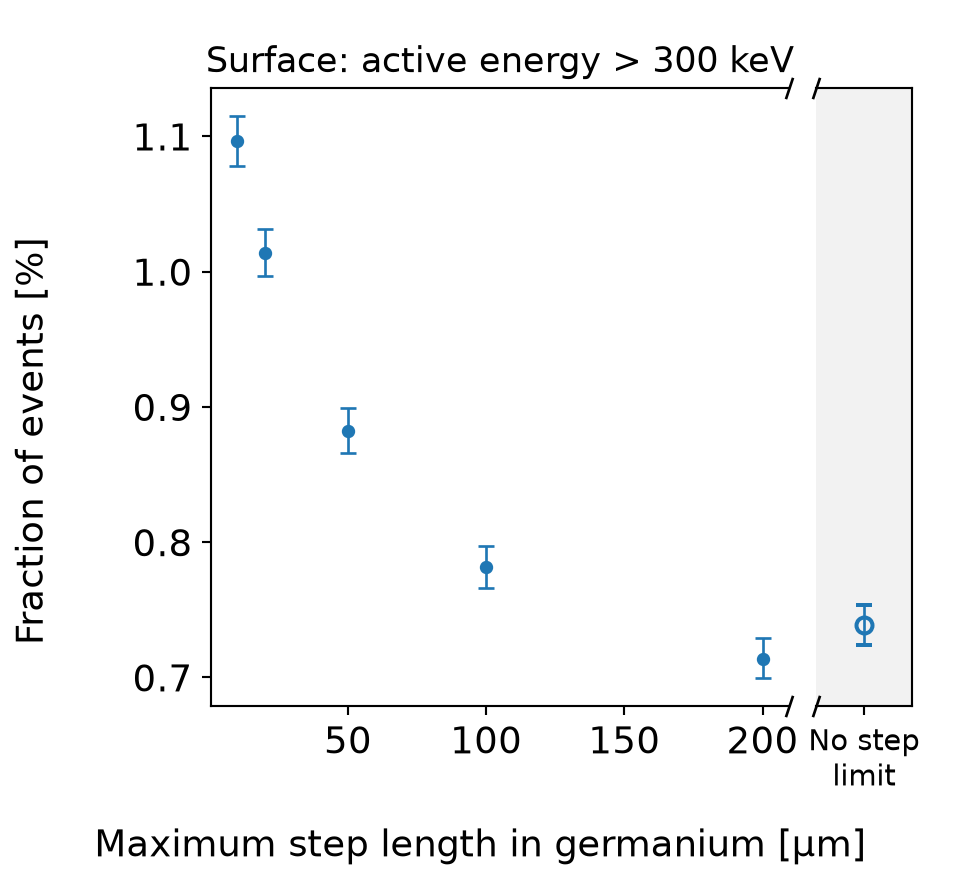 Surface: active energy > 300 keV
Fraction of events [%]
1.1
1.0
0.9
0.8
0.7
50 100 150 200 No step
limit
Maximum step length in germanium [μm]